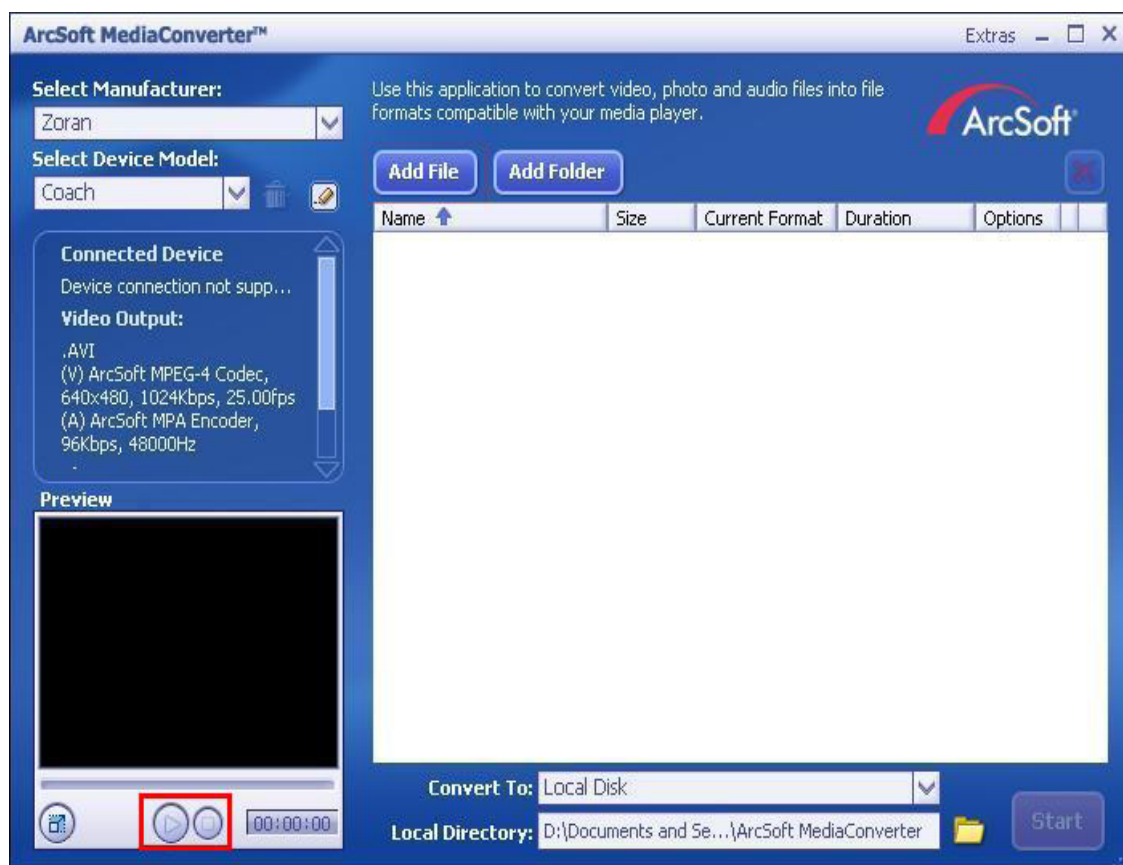 ArcSoft MediaConverter™
Extras
Select Manufacturer:
Zoran
Select Device Model:
Coach
Connected Device
Device connection not supp...
Video Output:
.AVI
(V) ArcSoft MPEG-4 Codec,
640x480, 1024Kbps, 25.00fps
(A) ArcSoft MPA Encoder,
96Kbps, 48000Hz
Preview
00:00:00
Use this application to convert video, photo and audio files into file
formats compatible with your media player.
ArcSoft®
Add File Add Folder
Name Size Current Format Duration Options
Convert To: Local Disk
Local Directory: D:\Documents and Se...\ArcSoft MediaConverter
Start